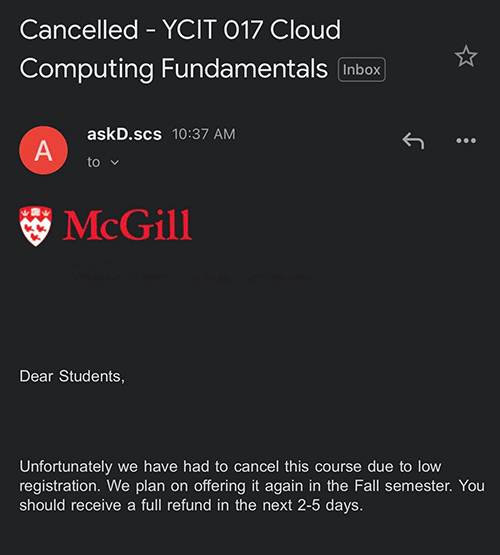 Cancelled - YCIT 017 Cloud
Computing Fundamentals Inbox
A
askD.scs 10:37 AM
to
McGill
Dear Students,
Unfortunately we have had to cancel this course due to low
registration. We plan on offering it again in the Fall semester. You
should receive a full refund in the next 2-5 days.